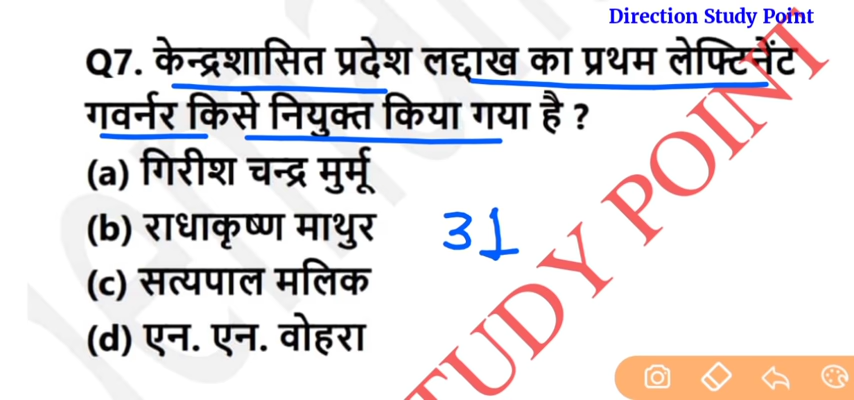 Direction Study Point
Q7. केन्द्रशासित प्रदेश लद्दाख का प्रथम लेफ्टिनेंट
गवर्नर किसे नियुक्त किया गया है ?
(a) गिरीश चन्द्र मुर्मू
(b) राधाकृष्ण माथुर
31
(c) सत्यपाल मलिक
(d) एन. एन. वोहरा
STUDY POINT